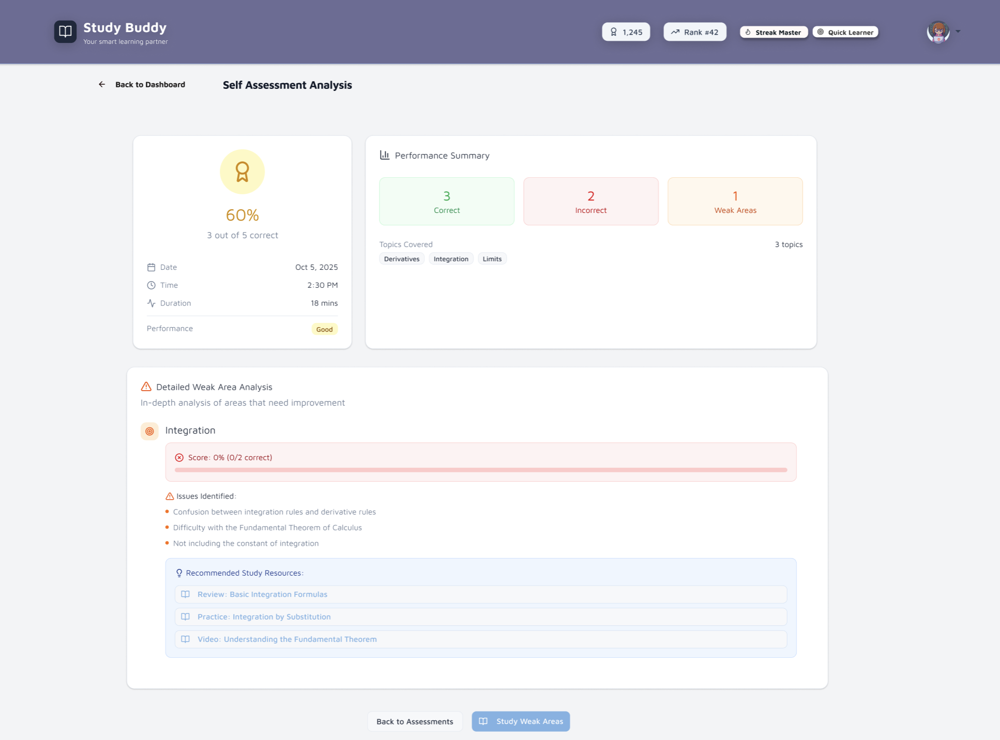 Study Buddy
Your smart learning partner
1,245
Rank #42
Streak Master
Quick Learner
Back to Dashboard
Self Assessment Analysis
60%
3 out of 5 correct
Date
Oct 5, 2025
Time
2:30 PM
Duration
18 mins
Performance
Good
Performance Summary
3
Correct
2
Incorrect
1
Weak Areas
Topics Covered
3 topics
Derivatives
Integration
Limits
Detailed Weak Area Analysis
In-depth analysis of areas that need improvement
Integration
Score: 0% (0/2 correct)
Issues Identified:
Confusion between integration rules and derivative rules
Difficulty with the Fundamental Theorem of Calculus
Not including the constant of integration
Recommended Study Resources:
Review: Basic Integration Formulas
Practice: Integration by Substitution
Video: Understanding the Fundamental Theorem
Back to Assessments
Study Weak Areas